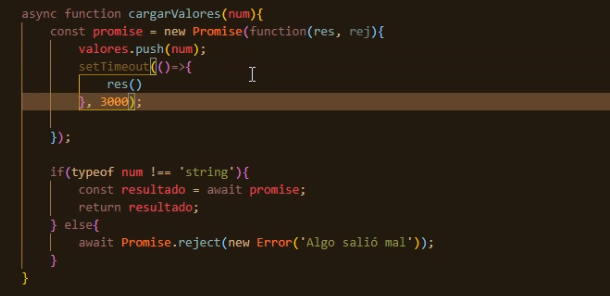 async function cargarValores(num){
    const promise = new Promise(function(res, rej){
        valores.push(num);
        setTimeout(()=>{
            res()
        }, 3000);
    });
    if(typeof num !== 'string'){
        const resultado = await promise;
        return resultado;
    } else{
        await Promise.reject(new Error('Algo salió mal'));
    }
}